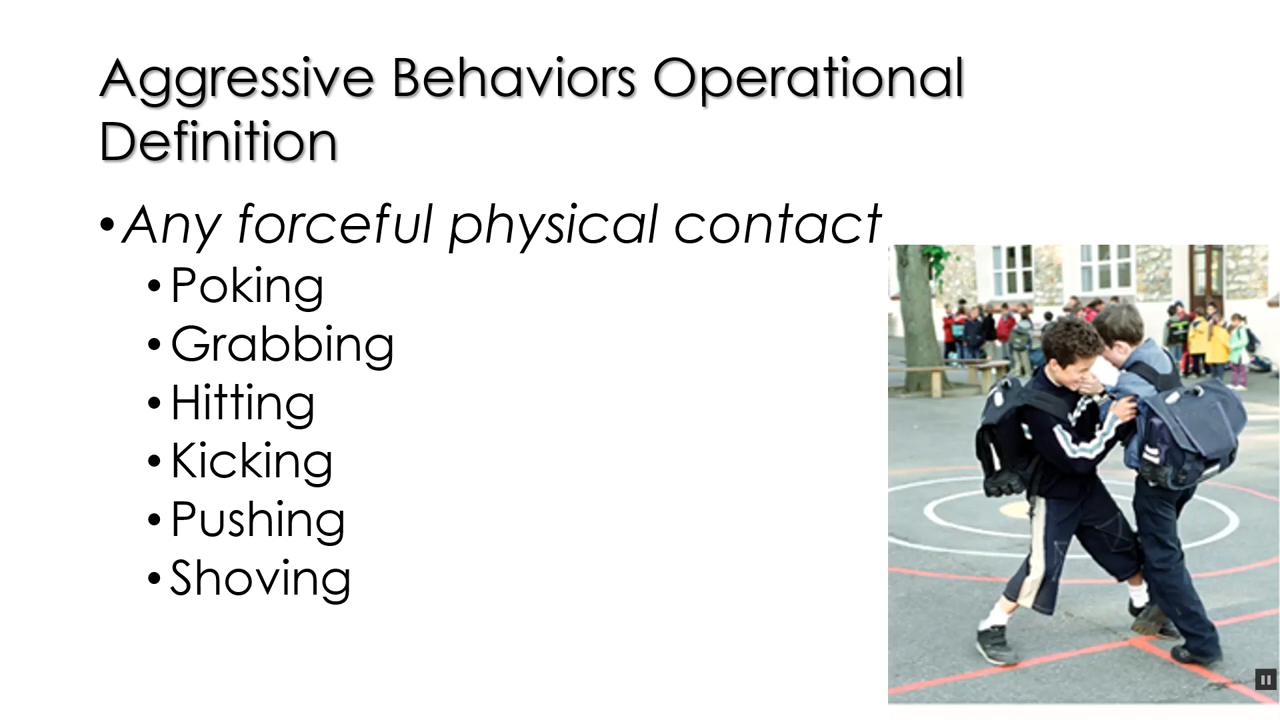 Aggressive Behaviors Operational
Definition
•Any forceful physical contact
•Poking
•Grabbing
•Hitting
•Kicking
•Pushing
•Shoving